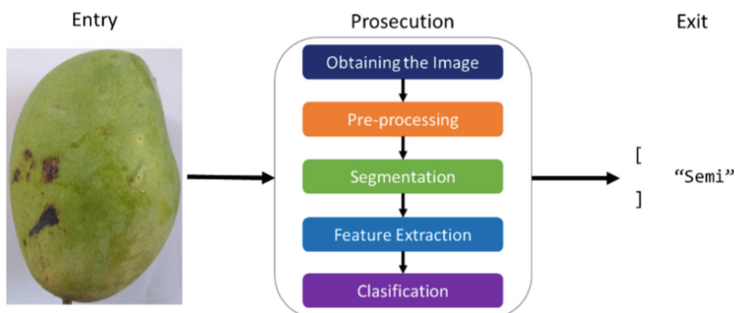 Entry
Prosecution
Exit
Obtaining the Image
Pre-processing
Segmentation
Feature Extraction
Clasification
[
“Semi”
]